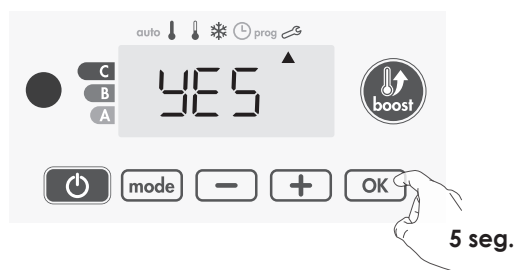 auto prog
C
B
A
YES
boost
mode - + OK
5 seg.